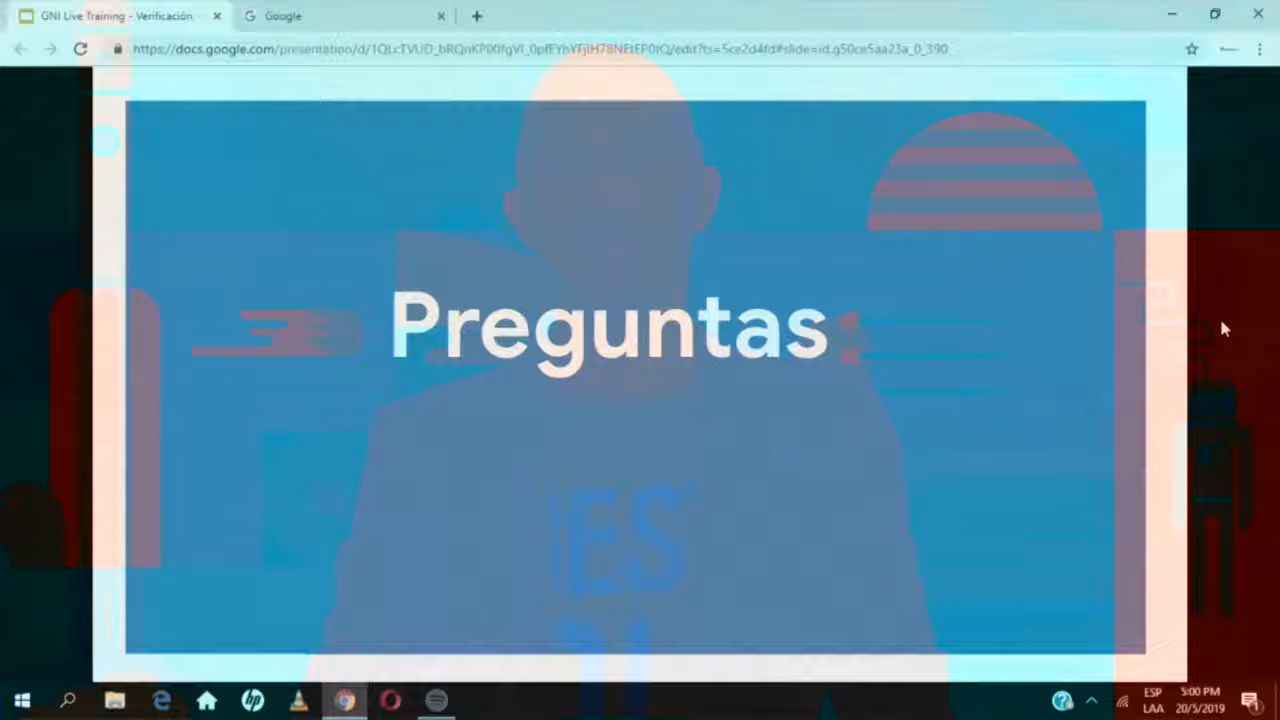 GNI Live Training - Verificación
Google
Preguntas
ESP
LAA
5:00 PM
20/5/2019